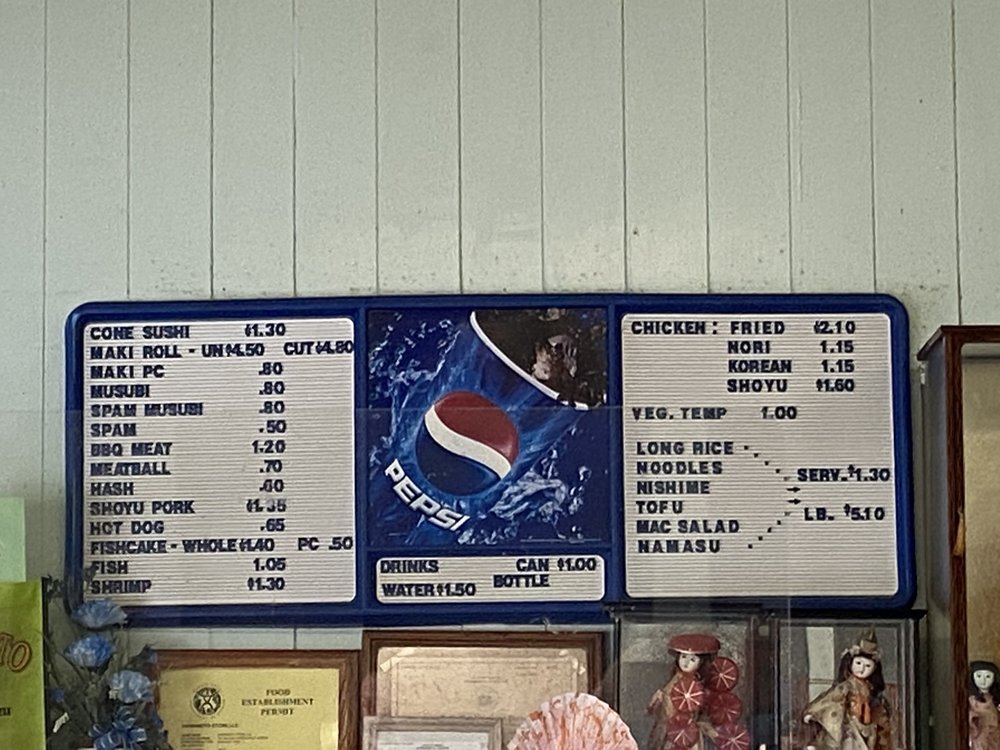 CONE SUSHI $1.30
MAKI ROLL - UN $4.50 CUT $4.80
MAKI PC .80
MUSUBI .80
SPAM MUSUBI .80
SPAM .50
BBQ MEAT 1.20
MEATBALL .70
HASH .60
SHOYU PORK $1.35
HOT DOG .65
FISHCAKE - WHOLE $1.40 PC .50
FISH 1.05
SHRIMP $1.30
PEPSI
DRINKS CAN $1.00
WATER $1.50 BOTTLE
CHICKEN: FRIED $2.10
NORI 1.15
KOREAN 1.15
SHOYU $1.60
VEG. TEMP 1.00
LONG RICE
NOODLES SERV. $1.30
NISHIME
TOFU LB. $5.10
MAC SALAD
NAMASU
FOOD
ESTABLISHMENT
PERMIT